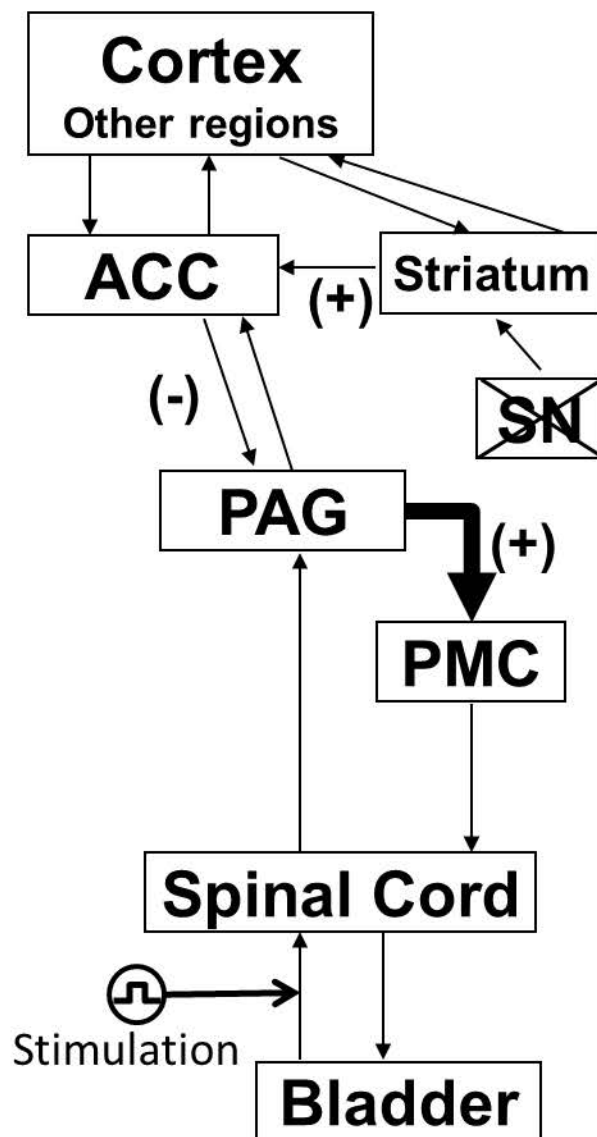 Cortex
Other regions
ACC
Striatum
(+)
(-)
SN
PAG
(+)
PMC
Spinal Cord
Stimulation
Bladder